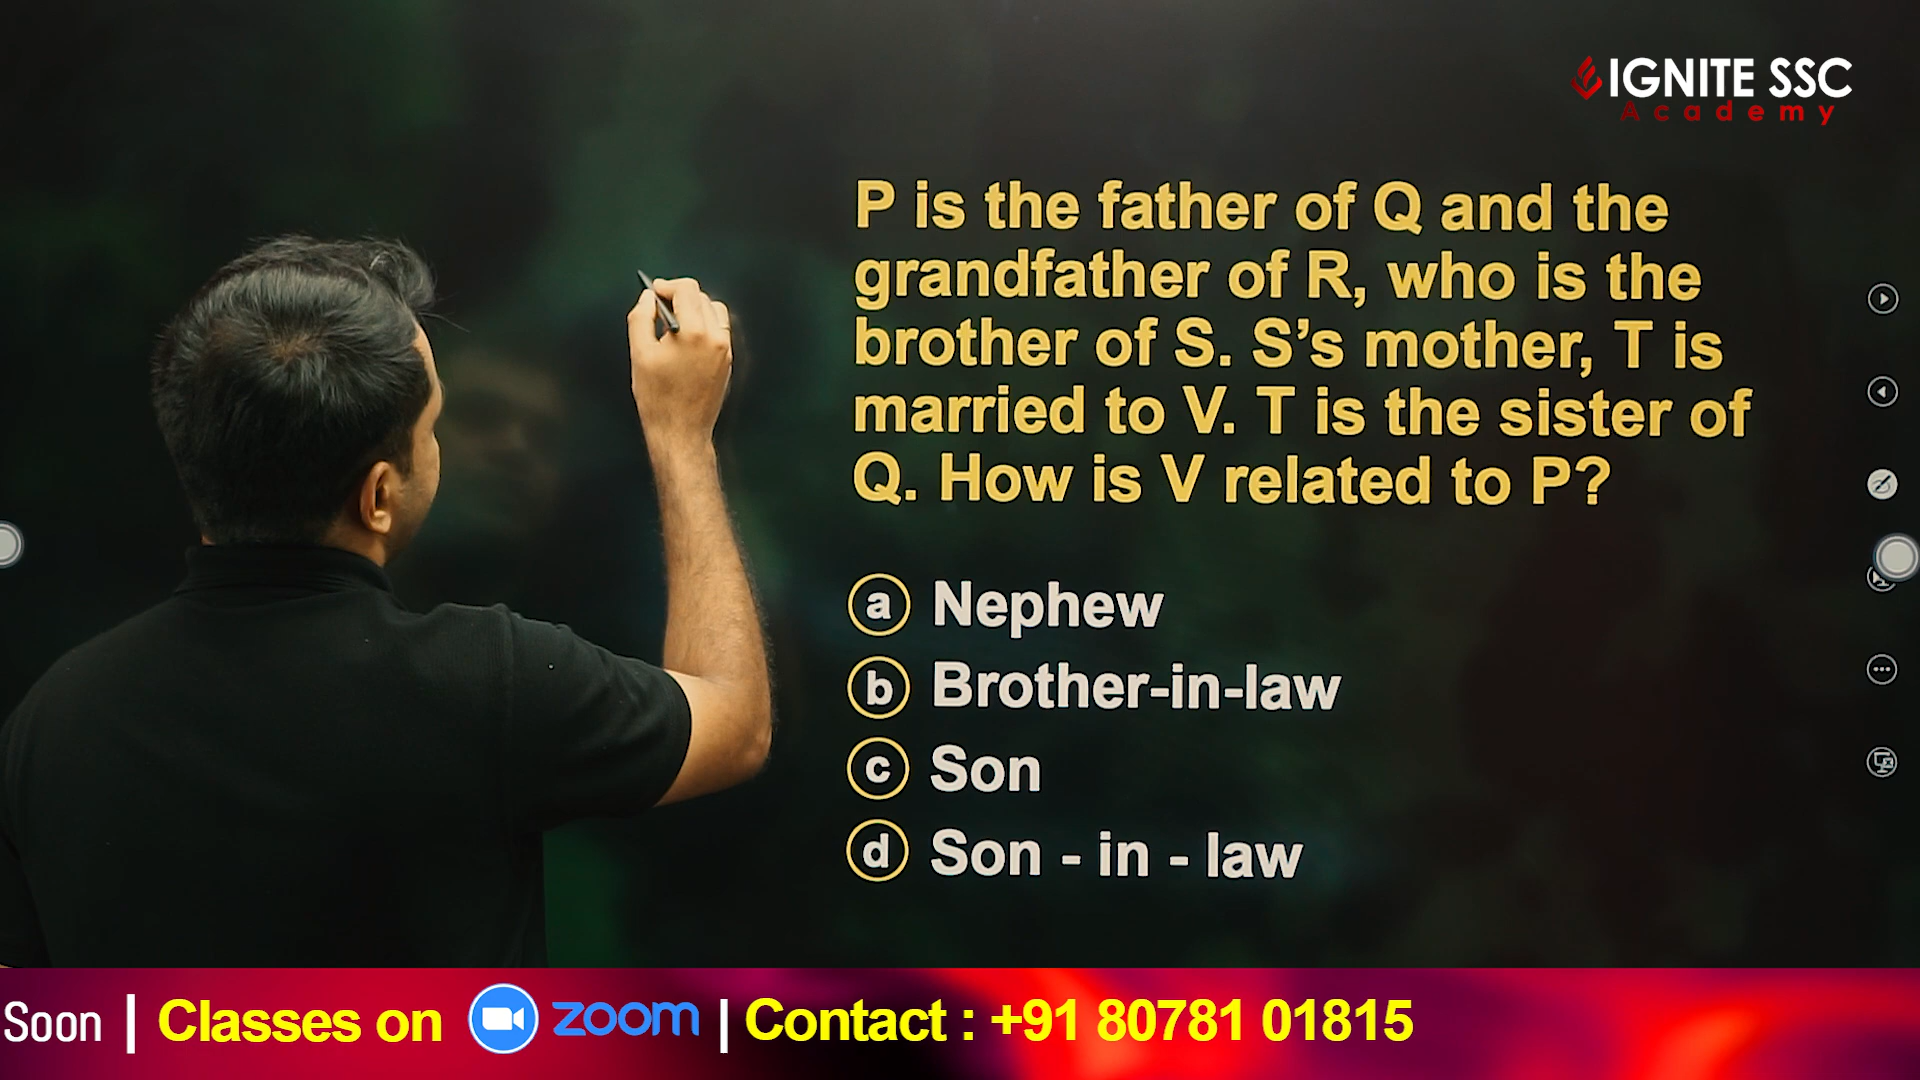 IGNITE SSC
Academy
P is the father of Q and the
grandfather of R, who is the
brother of S. S’s mother, T is
married to V. T is the sister of
Q. How is V related to P?
a Nephew
b Brother-in-law
c Son
d Son - in - law
Soon | Classes on zoom | Contact : +91 80781 01815